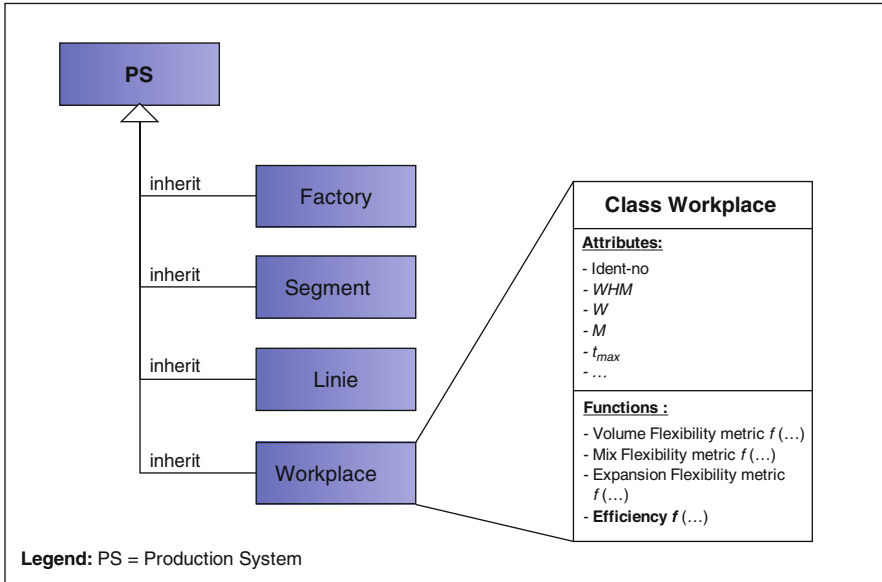 PS
inherit
Factory
inherit
Segment
inherit
Linie
inherit
Workplace
Class Workplace
Attributes:
- Ident-no
- WHM
- W
- M
- tmax
- ...
Functions :
- Volume Flexibility metric f (...)
- Mix Flexibility metric f (...)
- Expansion Flexibility metric
f (...)
- Efficiency f (...)
Legend: PS = Production System